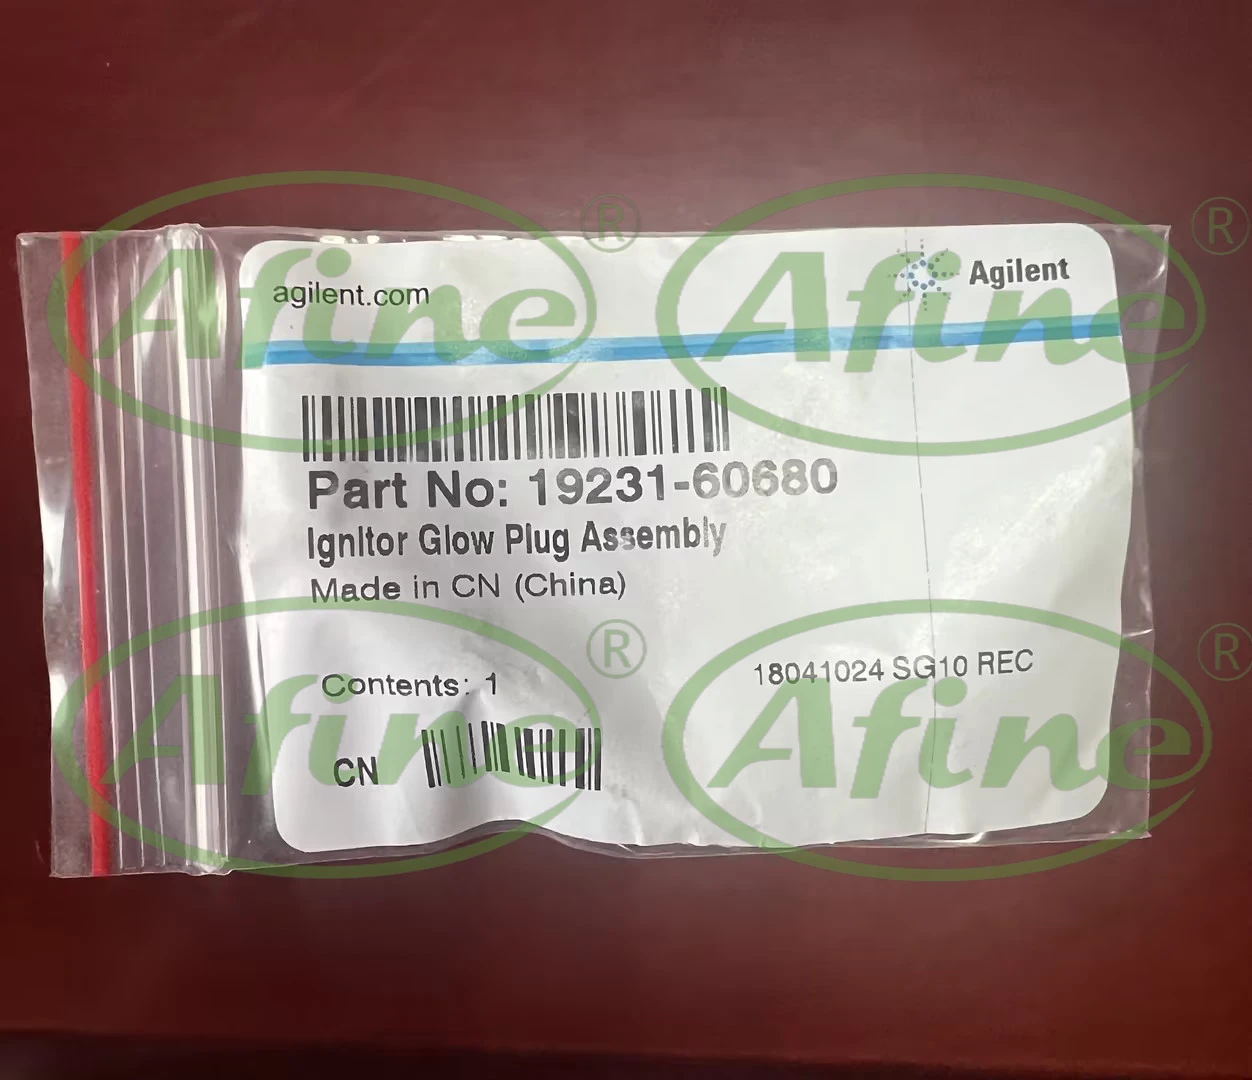 agilent.com
Agilent
Part No: 19231-60680
Ignitor Glow Plug Assembly
Made in CN (China)
Contents: 1
18041024 SG10 REC
CN
Afine®
Afine®
Afine®
Afine®